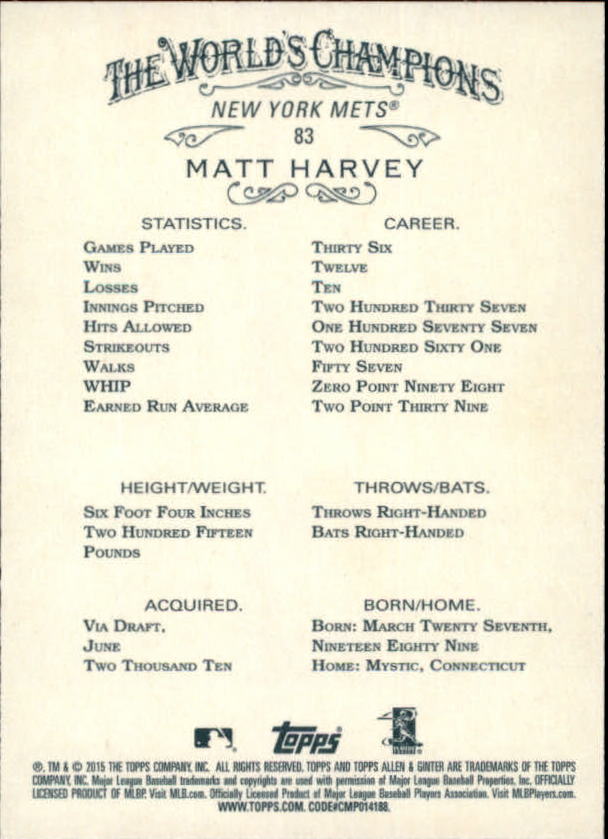 THE WORLD'S CHAMPIONS
NEW YORK METS®
83
MATT HARVEY
STATISTICS. CAREER.
GAMES PLAYED THIRTY SIX
WINS TWELVE
LOSSES TEN
INNINGS PITCHED TWO HUNDRED THIRTY SEVEN
HITS ALLOWED ONE HUNDRED SEVENTY SEVEN
STRIKEOUTS TWO HUNDRED SIXTY ONE
WALKS FIFTY SEVEN
WHIP ZERO POINT NINETY EIGHT
EARNED RUN AVERAGE TWO POINT THIRTY NINE
HEIGHT/WEIGHT. THROWS/BATS.
SIX FOOT FOUR INCHES THROWS RIGHT-HANDED
TWO HUNDRED FIFTEEN BATS RIGHT-HANDED
POUNDS
ACQUIRED. BORN/HOME.
VIA DRAFT, BORN: MARCH TWENTY SEVENTH,
JUNE NINETEEN EIGHTY NINE
TWO THOUSAND TEN HOME: MYSTIC, CONNECTICUT
topps
®, TM & © 2015 THE TOPPS COMPANY, INC. ALL RIGHTS RESERVED. TOPPS AND TOPPS ALLEN & GINTER ARE TRADEMARKS OF THE TOPPS
COMPANY, INC. Major League Baseball trademarks and copyrights are used with permission of Major League Baseball Properties, Inc. OFFICIALLY
LICENSED PRODUCT OF MLBP. Visit MLB.com. Officially Licensed Product of Major League Baseball Players Association. Visit MLBPlayers.com.
WWW.TOPPS.COM. CODE#CMP014188.